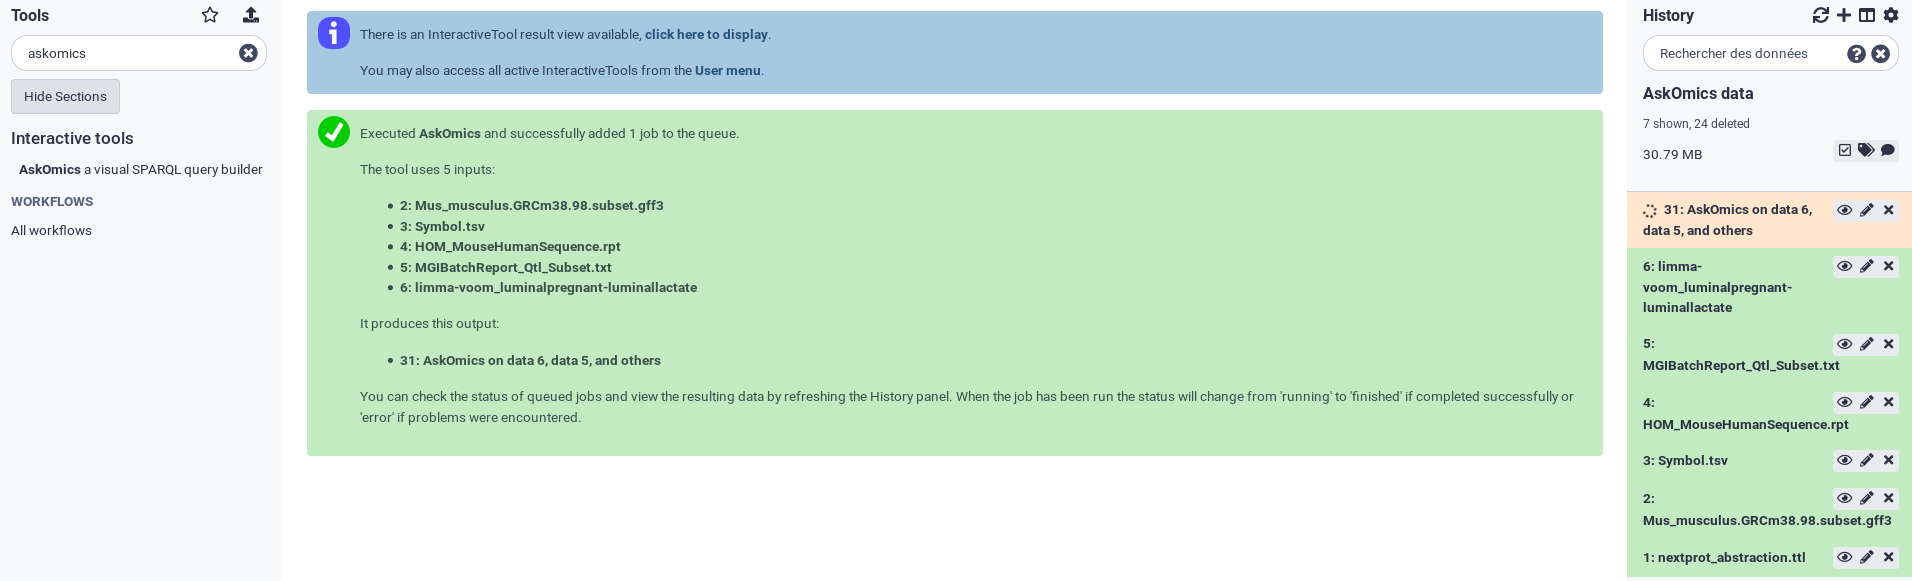 Tools
askomics
Hide Sections
Interactive tools
AskOmics a visual SPARQL query builder
WORKFLOWS
All workflows
There is an InteractiveTool result view available, click here to display.
You may also access all active InteractiveTools from the User menu.
Executed AskOmics and successfully added 1 job to the queue.
The tool uses 5 inputs:
• 2: Mus_musculus.GRCm38.98.subset.gff3
• 3: Symbol.tsv
• 4: HOM_MouseHumanSequence.rpt
• 5: MGIBatchReport_Qtl_Subset.txt
• 6: limma-voom_luminalpregnant-luminallactate
It produces this output:
• 31: AskOmics on data 6, data 5, and others
You can check the status of queued jobs and view the resulting data by refreshing the History panel. When the job has been run the status will change from 'running' to 'finished' if completed successfully or
'error' if problems were encountered.
History
Rechercher des données
AskOmics data
7 shown, 24 deleted
30.79 MB
31: AskOmics on data 6,
data 5, and others
6: limma-
voom_luminalpregnant-
luminallactate
5:
MGIBatchReport_Qtl_Subset.txt
4:
HOM_MouseHumanSequence.rpt
3: Symbol.tsv
2:
Mus_musculus.GRCm38.98.subset.gff3
1: nextprot_abstraction.ttl